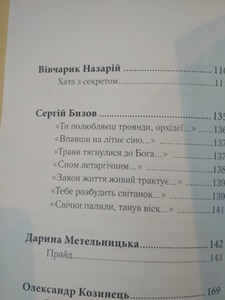 Вівчарик Назарій 116
Хата з секретом 11
Сергій Бизов 135
«Ти полюбляєш троянди, орхідеї…» 136
«Впавши на літнє сіно…» 137
«Трави тягнулися до Бога…» 137
«Сном летаргічним…» 138
«Закон життя живий трактує…» 139
«Тебе розбудить світанок…» 139
«Свічки палили, танув віск…» 141
Дарина Метельницька 142
Прайд 143
Олександр Козинець 169